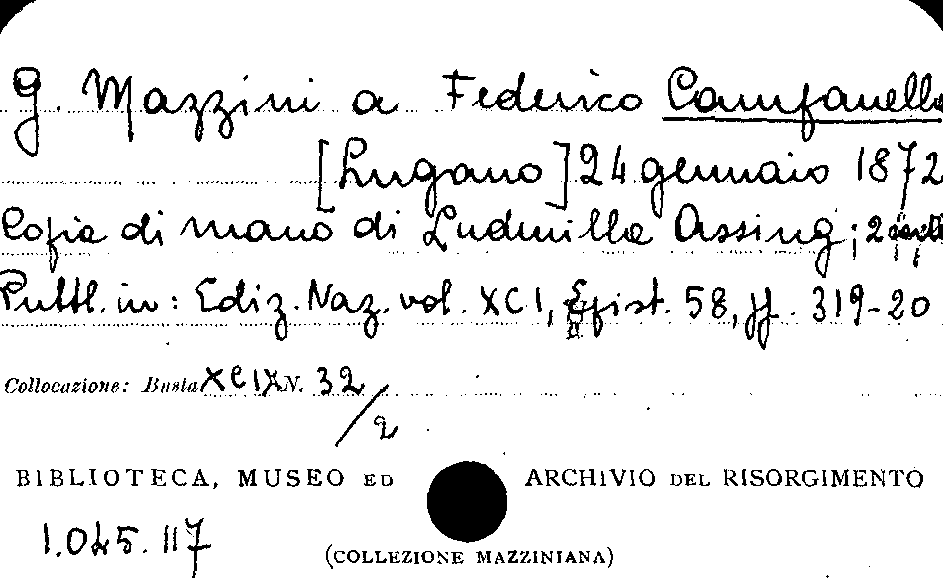 G. Mazzini a Federico Campanella
[Lugano] 24 gennaio 1872
Copia di mano di Ludmilla Assing; 2
Pubbl. in: Ediz. Naz. vol. XCI, Epist. 58, pp. 319-20
Collocazione: Busta XCIX N. 32
/2
BIBLIOTECA, MUSEO ED ARCHIVIO DEL RISORGIMENTO
1.045.117
(COLLEZIONE MAZZINIANA)